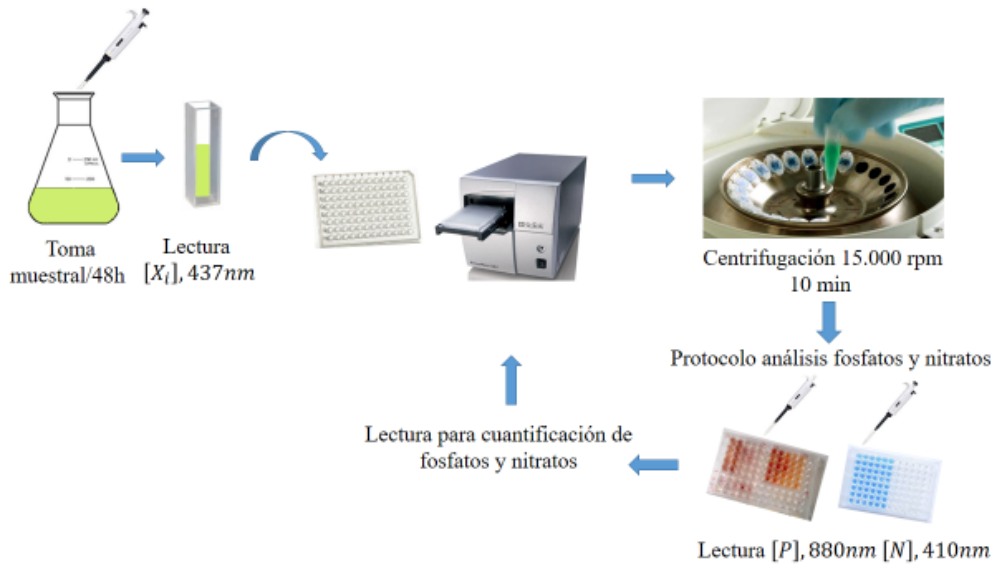 Toma
muestral/48h
Lectura
[X_i], 437nm
Centrifugación 15.000 rpm
10 min
Protocolo análisis fosfatos y nitratos
Lectura para cuantificación de
fosfatos y nitratos
Lectura [P], 880nm [N], 410nm